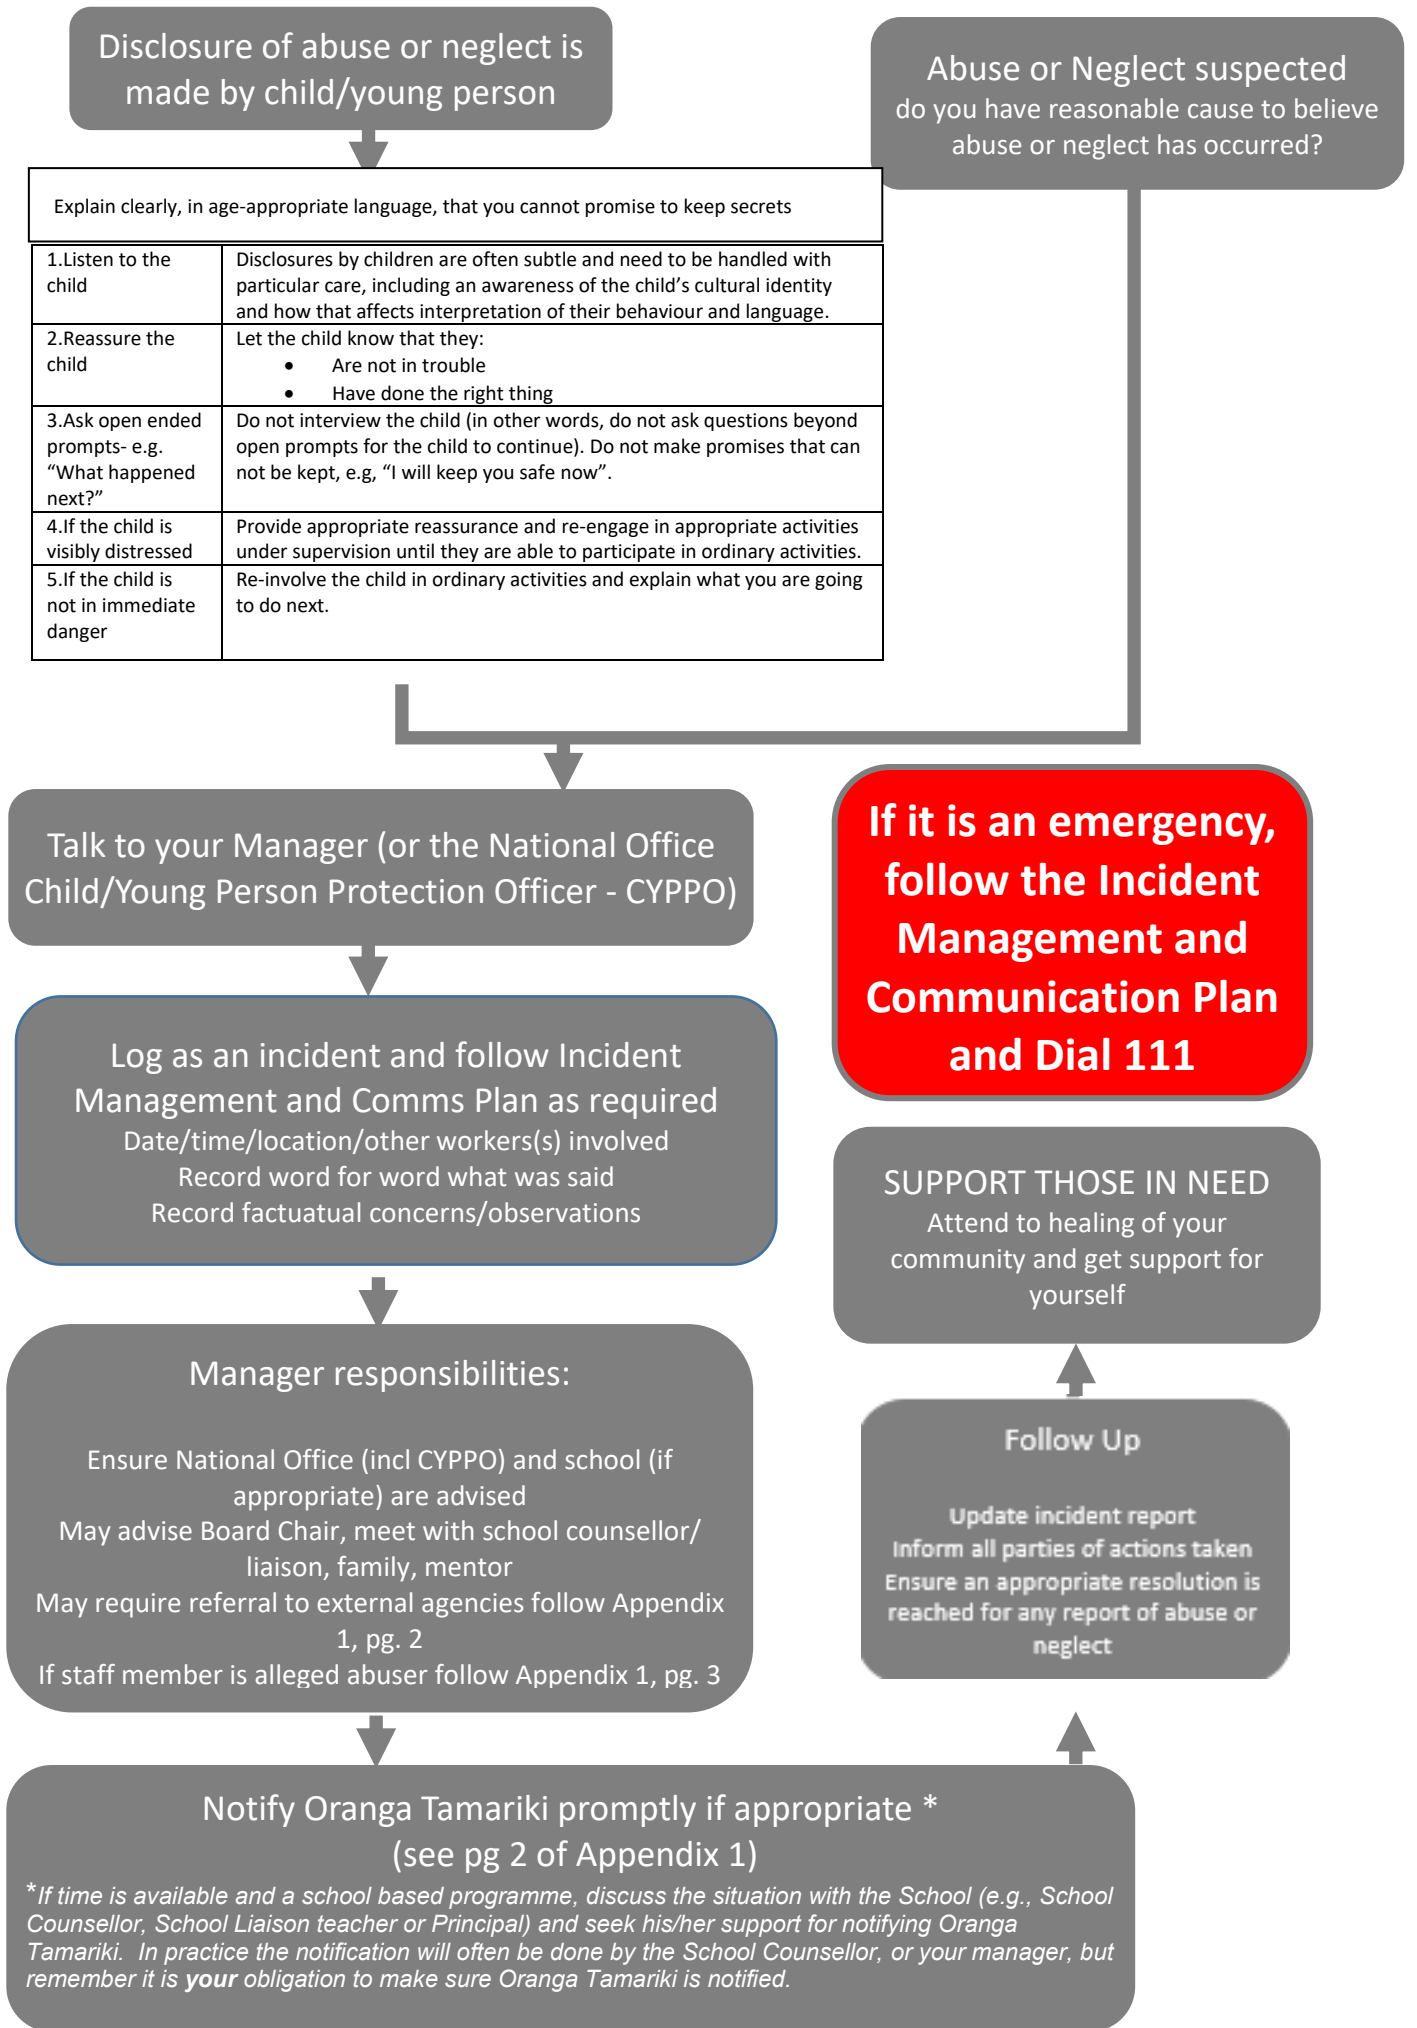 Disclosure of abuse or neglect is
made by child/young person
Abuse or Neglect suspected
do you have reasonable cause to believe
abuse or neglect has occurred?
Explain clearly, in age-appropriate language, that you cannot promise to keep secrets
1.Listen to the
child
Disclosures by children are often subtle and need to be handled with
particular care, including an awareness of the child’s cultural identity
and how that affects interpretation of their behaviour and language.
2.Reassure the
child
Let the child know that they:
• Are not in trouble
• Have done the right thing
3.Ask open ended
prompts- e.g.
“What happened
next?”
Do not interview the child (in other words, do not ask questions beyond
open prompts for the child to continue). Do not make promises that can
not be kept, e.g, “I will keep you safe now”.
4.If the child is
visibly distressed
Provide appropriate reassurance and re-engage in appropriate activities
under supervision until they are able to participate in ordinary activities.
5.If the child is
not in immediate
danger
Re-involve the child in ordinary activities and explain what you are going
to do next.
Talk to your Manager (or the National Office
Child/Young Person Protection Officer - CYPPO)
If it is an emergency,
follow the Incident
Management and
Communication Plan
and Dial 111
Log as an incident and follow Incident
Management and Comms Plan as required
Date/time/location/other workers(s) involved
Record word for word what was said
Record factuatual concerns/observations
SUPPORT THOSE IN NEED
Attend to healing of your
community and get support for
yourself
Manager responsibilities:
Ensure National Office (incl CYPPO) and school (if
appropriate) are advised
May advise Board Chair, meet with school counsellor/
liaison, family, mentor
May require referral to external agencies follow Appendix
1, pg. 2
If staff member is alleged abuser follow Appendix 1, pg. 3
Follow Up
Update incident report
Inform all parties of actions taken
Ensure an appropriate resolution is
reached for any report of abuse or
neglect
Notify Oranga Tamariki promptly if appropriate *
(see pg 2 of Appendix 1)
*If time is available and a school based programme, discuss the situation with the School (e.g., School
Counsellor, School Liaison teacher or Principal) and seek his/her support for notifying Oranga
Tamariki. In practice the notification will often be done by the School Counsellor, or your manager, but
remember it is your obligation to make sure Oranga Tamariki is notified.